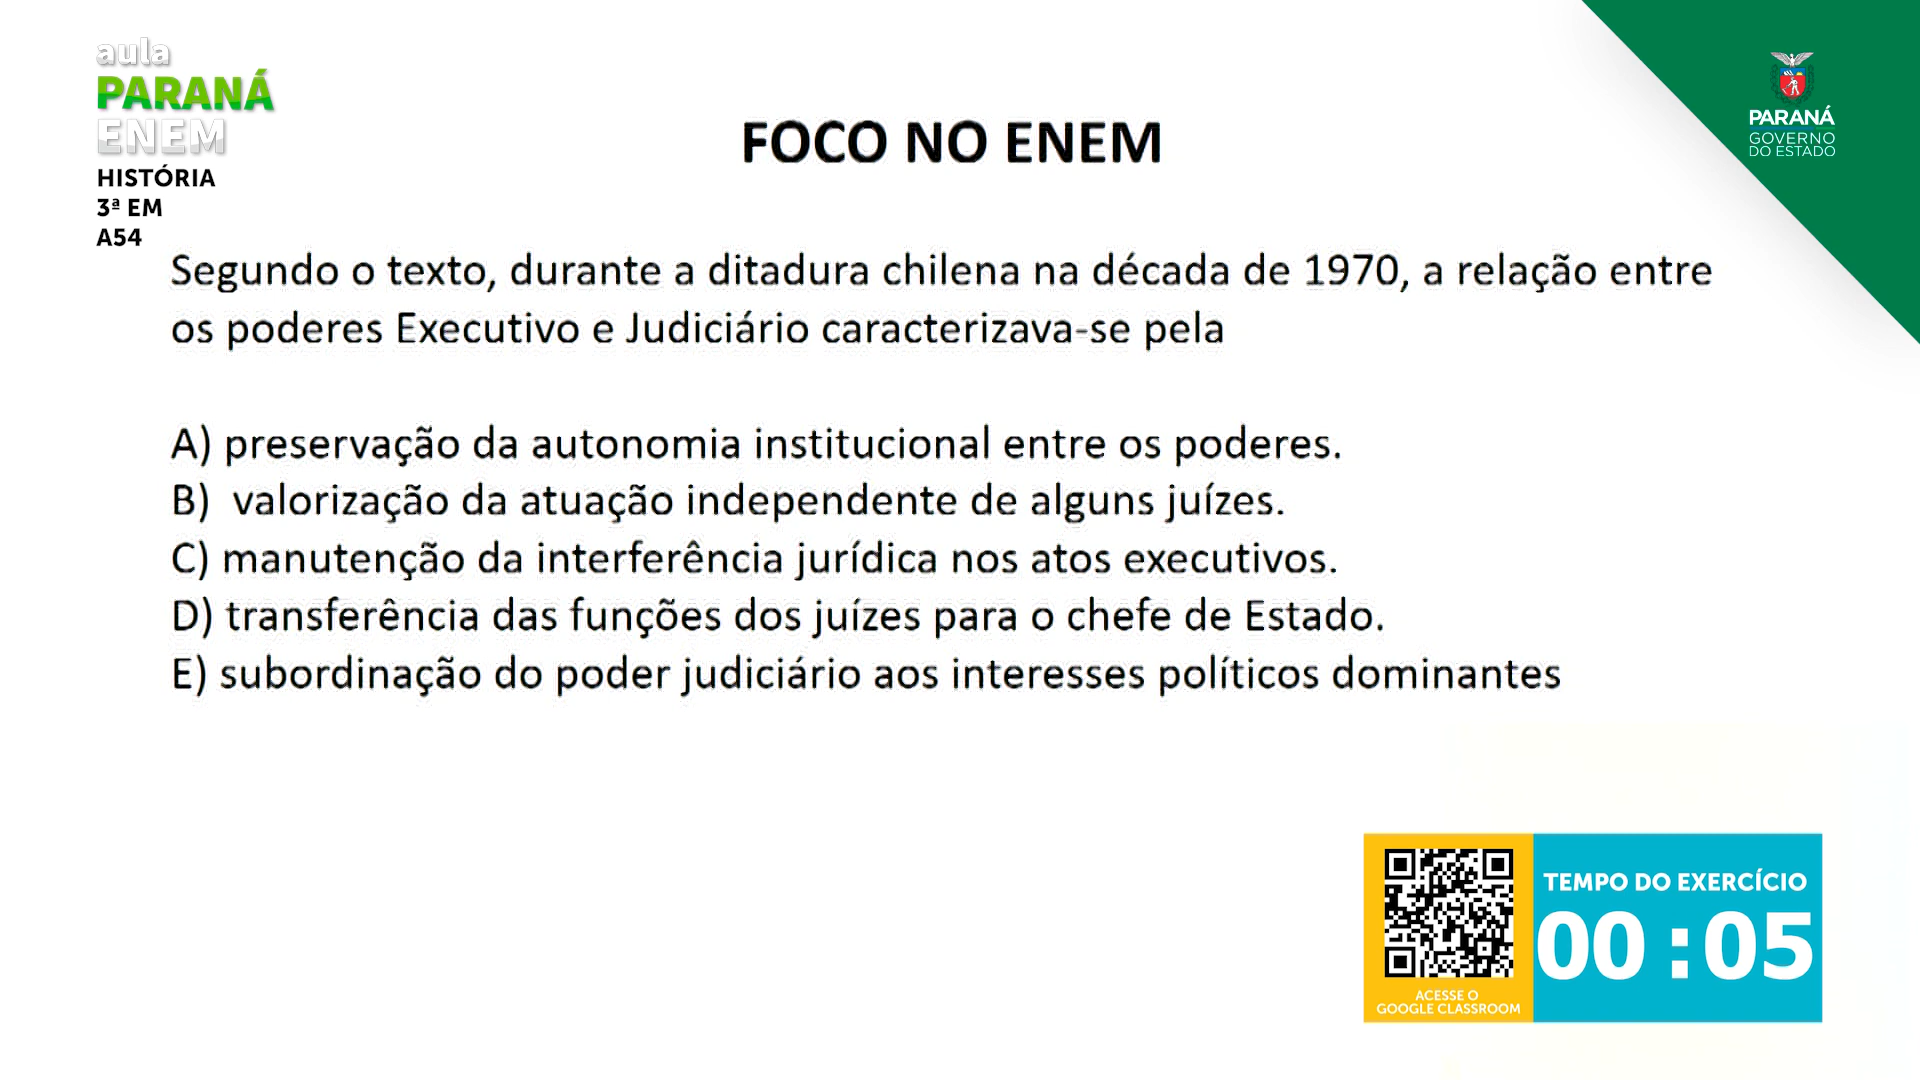 aula
PARANÁ
ENEM
HISTÓRIA
3ª EM
A54
PARANÁ
GOVERNO
DO ESTADO
FOCO NO ENEM
Segundo o texto, durante a ditadura chilena na década de 1970, a relação entre
os poderes Executivo e Judiciário caracterizava-se pela
A) preservação da autonomia institucional entre os poderes.
B) valorização da atuação independente de alguns juízes.
C) manutenção da interferência jurídica nos atos executivos.
D) transferência das funções dos juízes para o chefe de Estado.
E) subordinação do poder judiciário aos interesses políticos dominantes
TEMPO DO EXERCÍCIO
00:05
ACESSE O
GOOGLE CLASSROOM